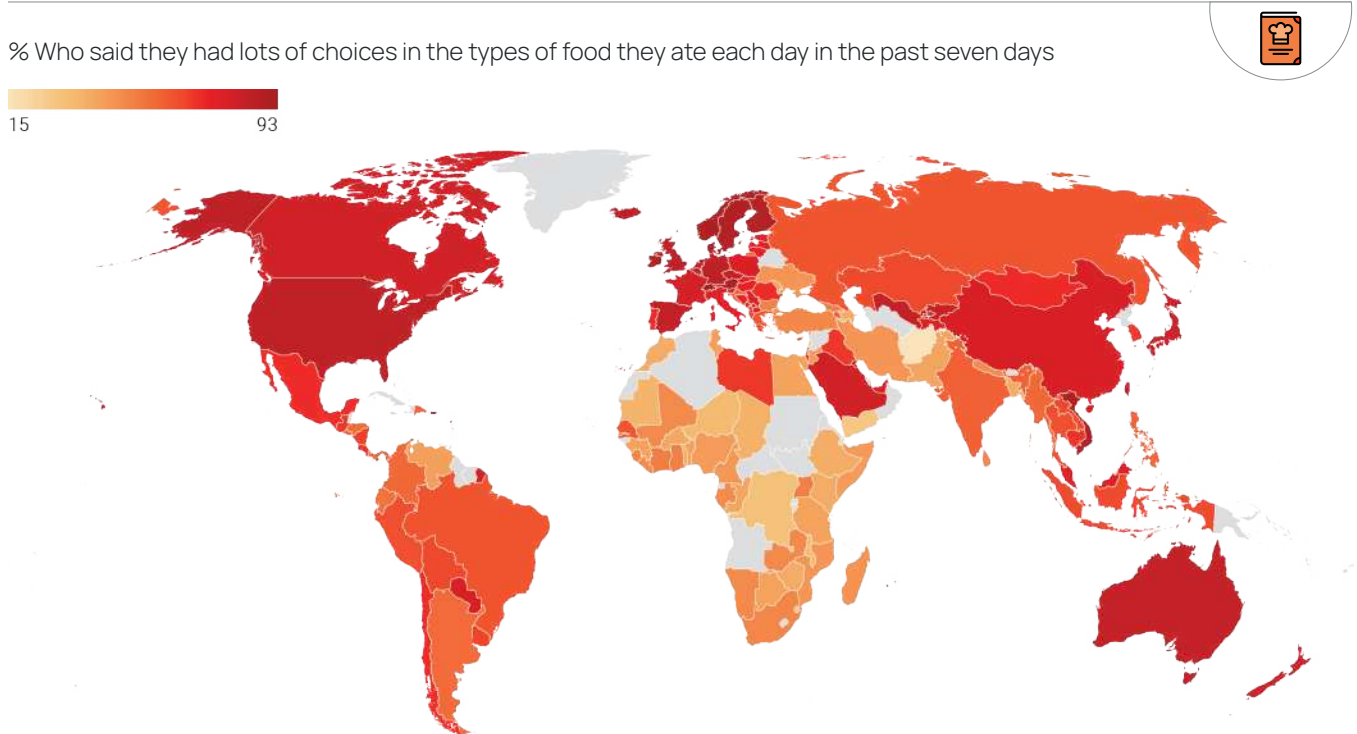 % Who said they had lots of choices in the types of food they ate each day in the past seven days
15 93